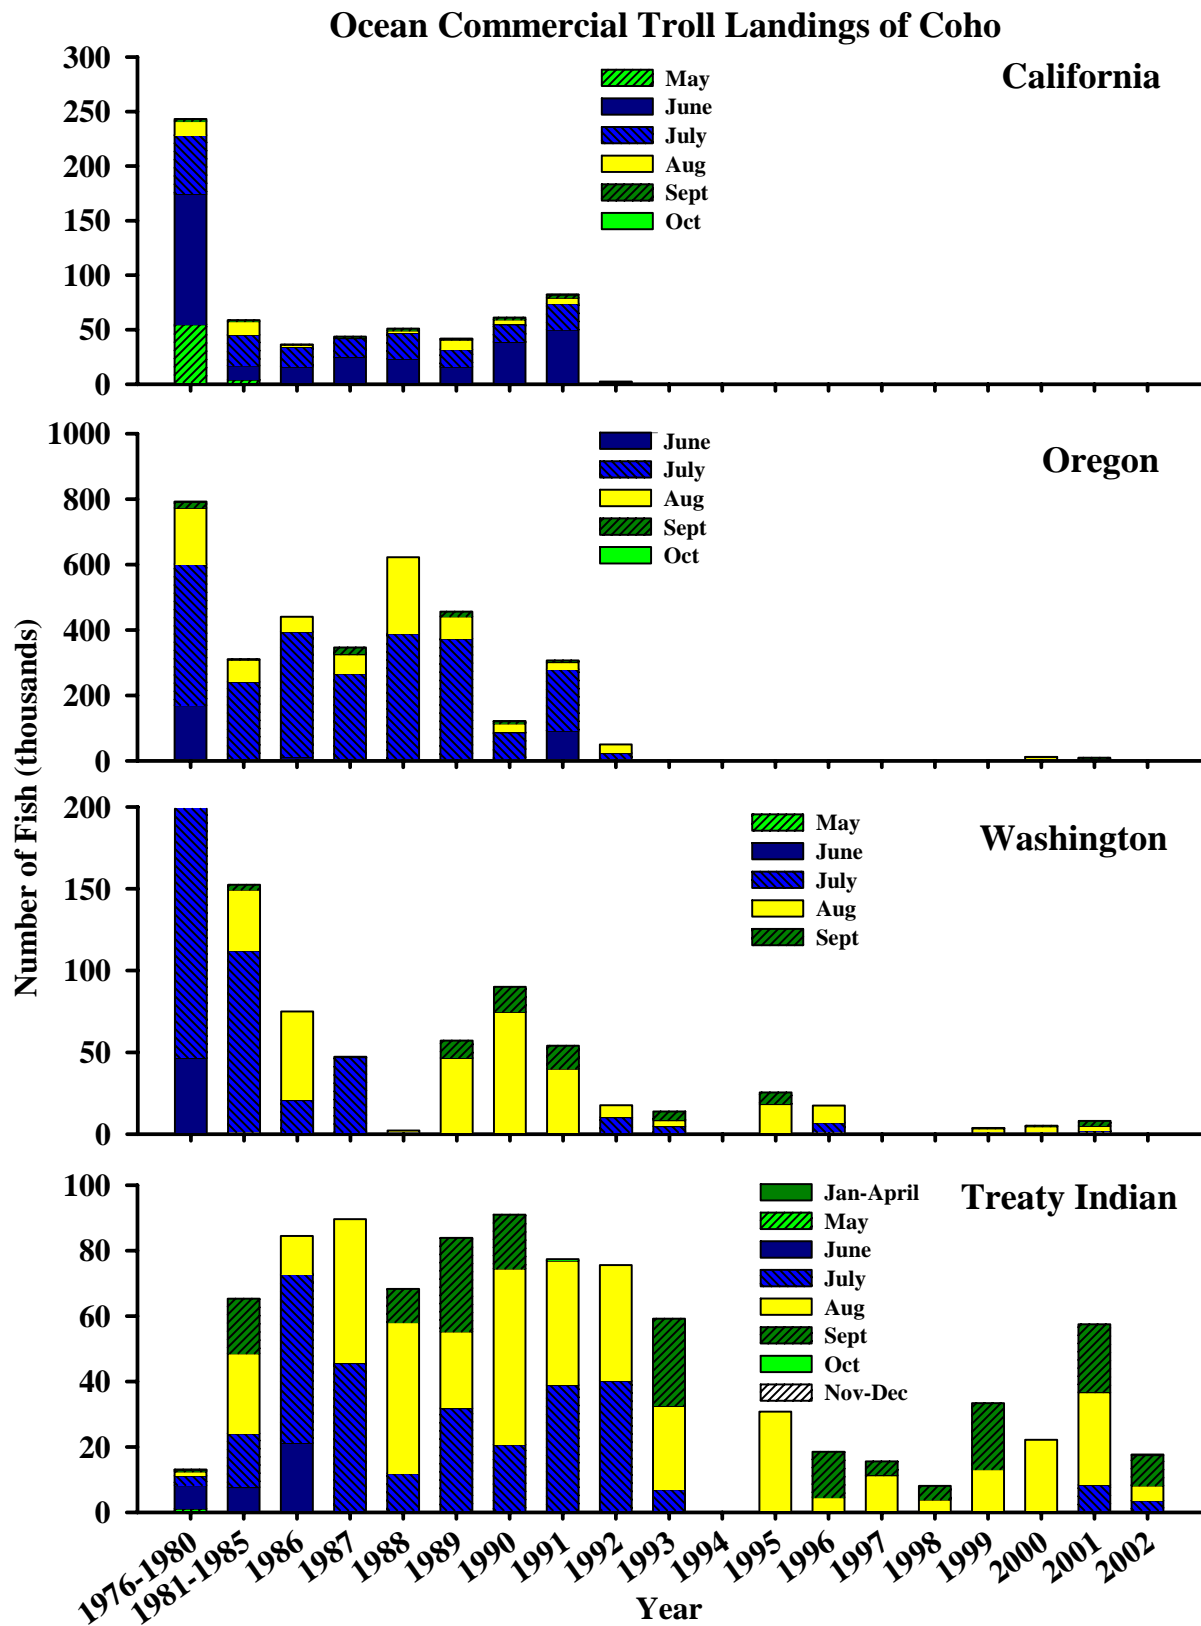 Ocean Commercial Troll Landings of Coho
California
300
250
200
150
100
50
0
May
June
July
Aug
Sept
Oct
Oregon
1000
800
600
400
200
0
June
July
Aug
Sept
Oct
Number of Fish (thousands)
Washington
200
150
100
50
0
May
June
July
Aug
Sept
Treaty Indian
100
80
60
40
20
0
Jan-April
May
June
July
Aug
Sept
Oct
Nov-Dec
1976-1980
1981-1985
1986
1987
1988
1989
1990
1991
1992
1993
1994
1995
1996
1997
1998
1999
2000
2001
2002
Year